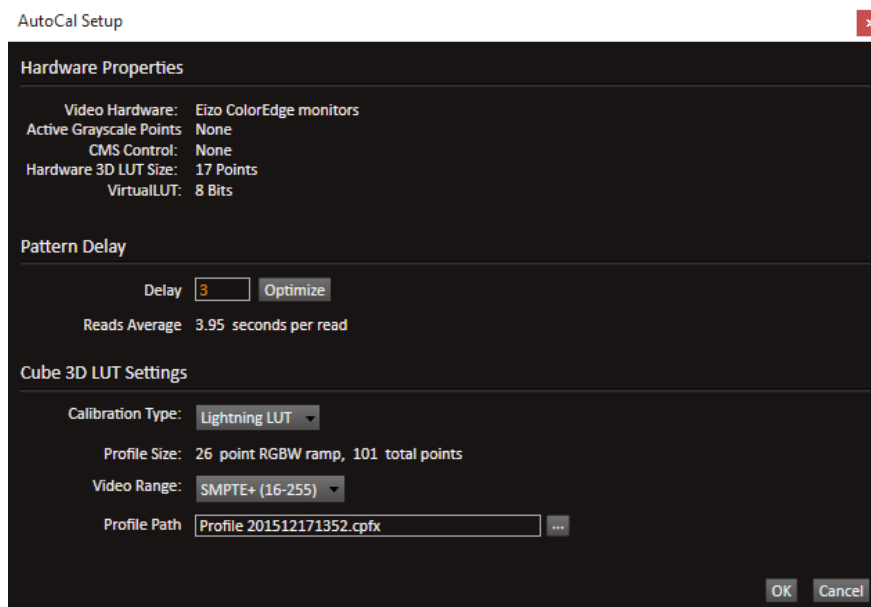 AutoCal Setup
Hardware Properties
Video Hardware: Eizo ColorEdge monitors
Active Grayscale Points None
CMS Control: None
Hardware 3D LUT Size: 17 Points
VirtualLUT: 8 Bits
Pattern Delay
Delay 3 Optimize
Reads Average 3.95 seconds per read
Cube 3D LUT Settings
Calibration Type: Lightning LUT
Profile Size: 26 point RGBW ramp, 101 total points
Video Range: SMPTE+ (16-255)
Profile Path Profile 201512171352.cpfx ...
OK Cancel